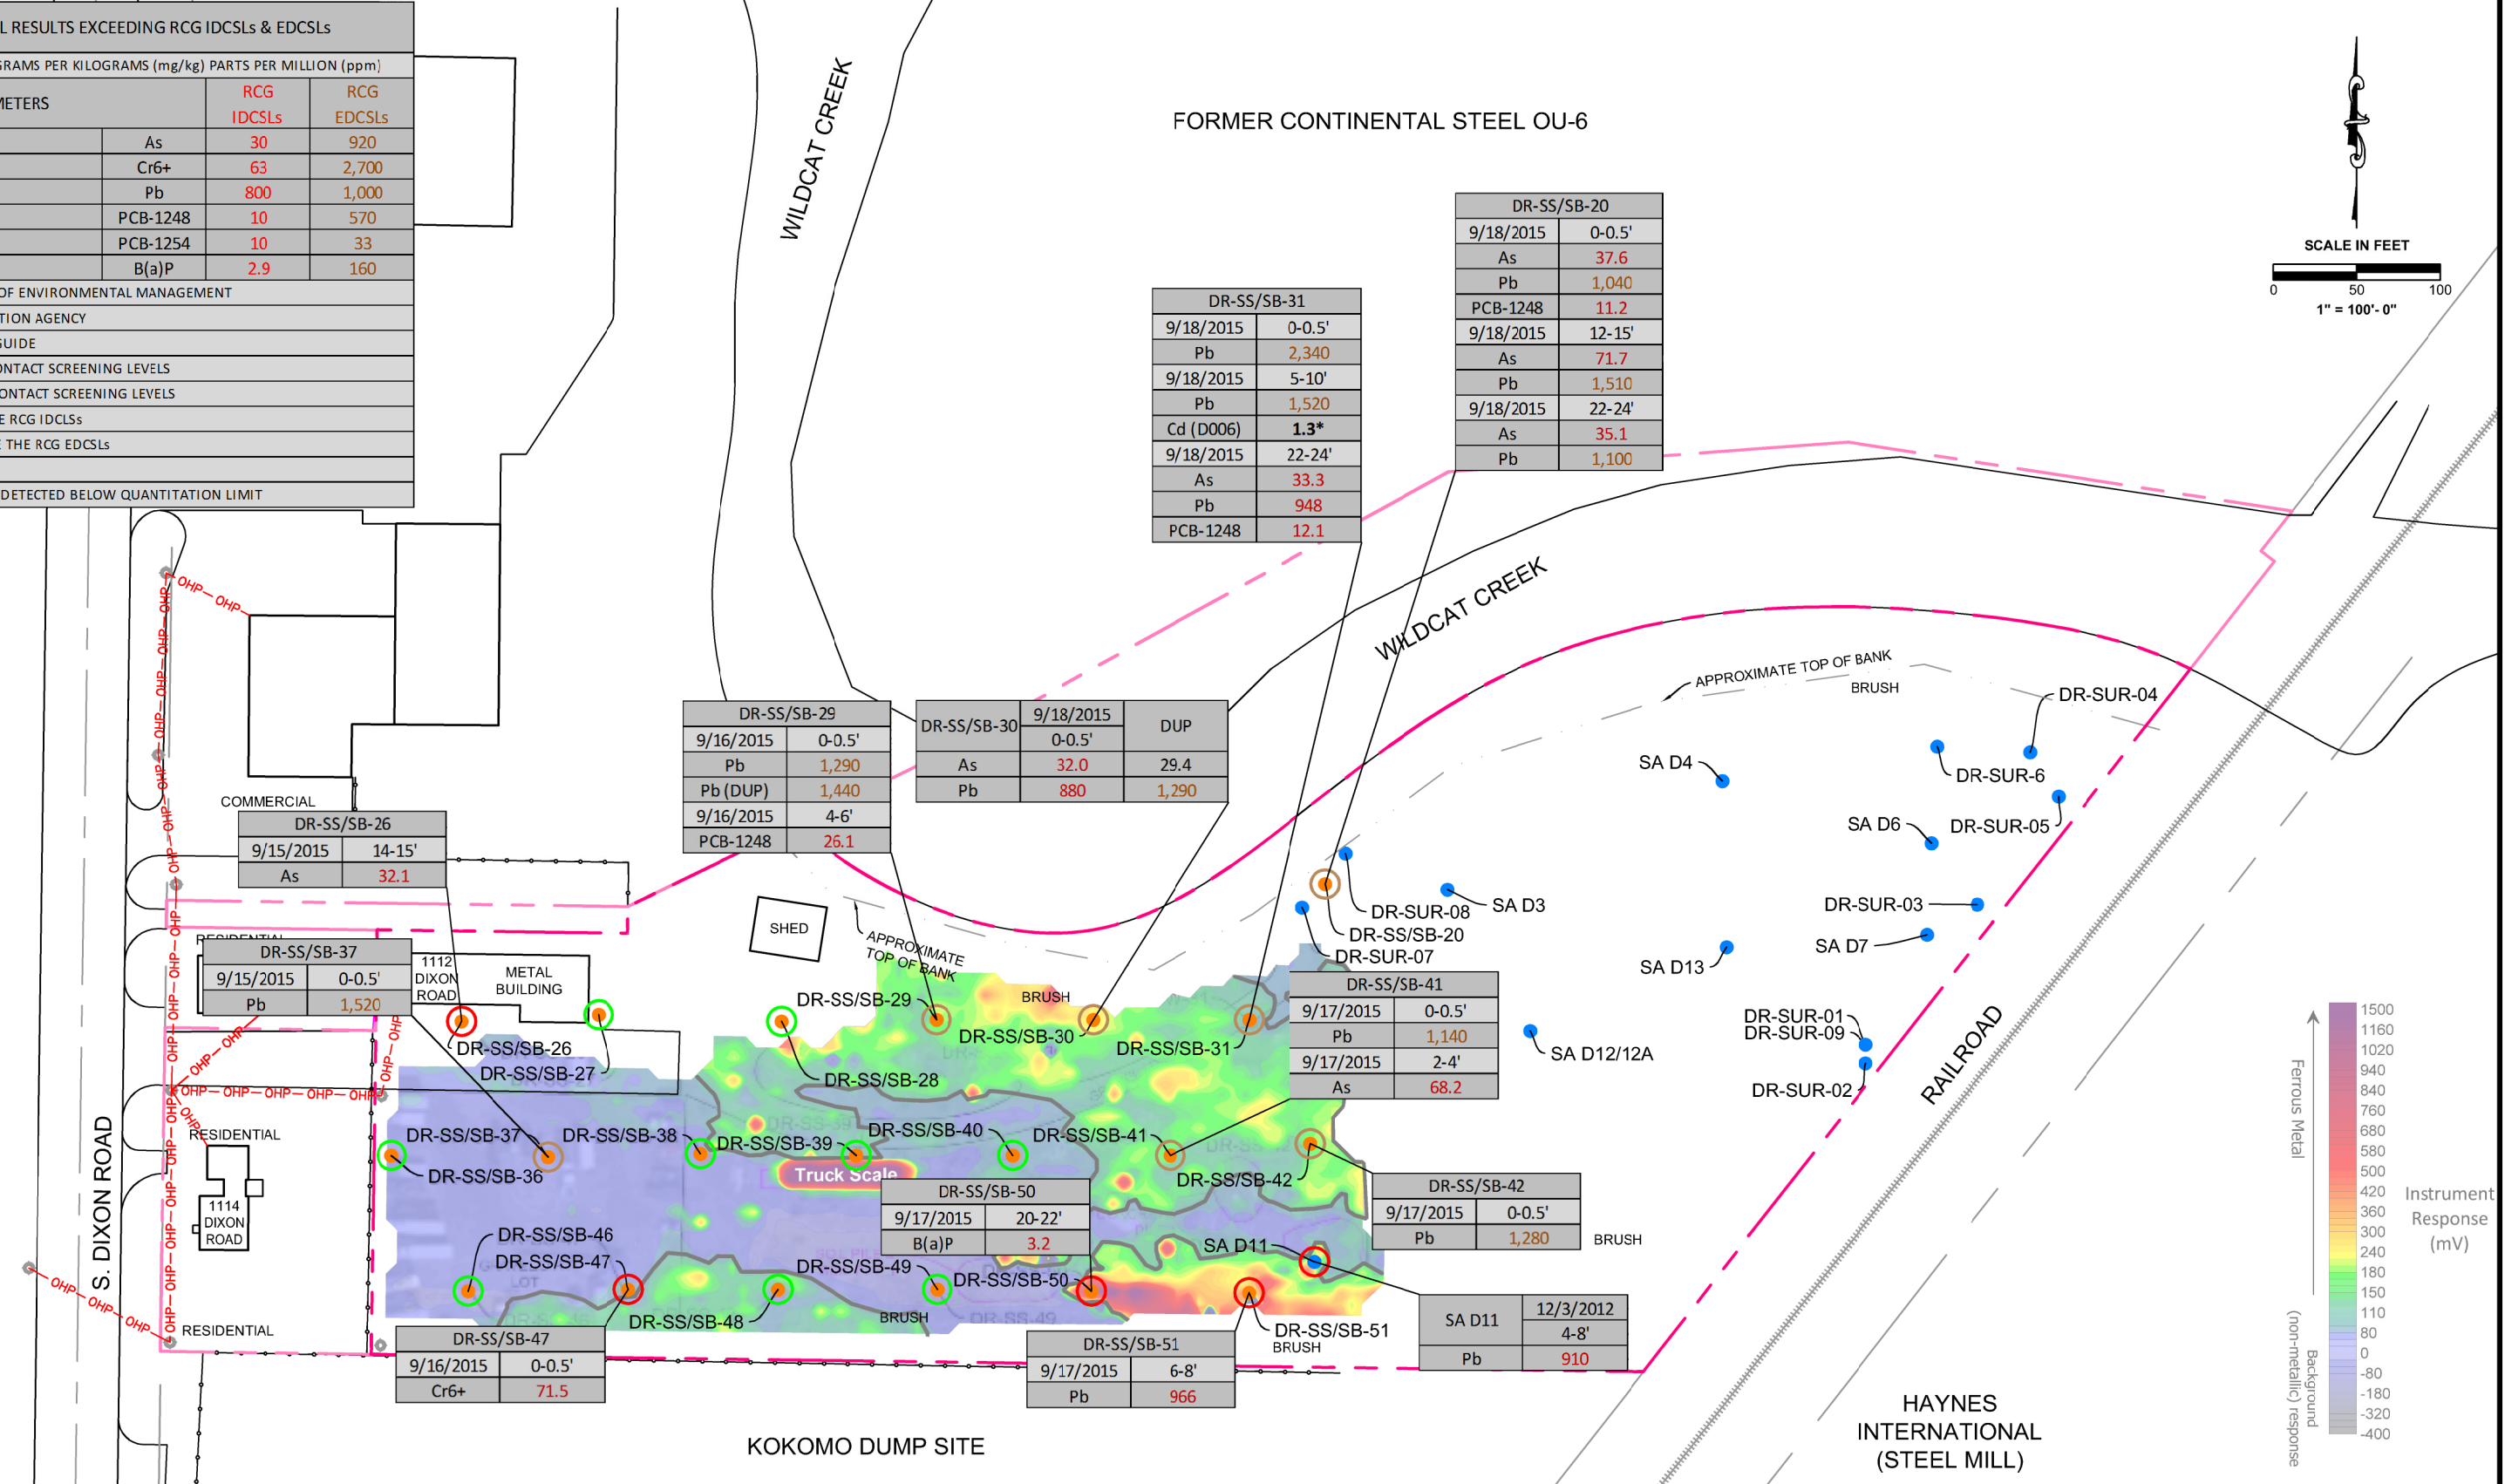 L RESULTS EXCEEDING RCG IDCSLs & EDCSLs
GRAMS PER KILOGRAMS (mg/kg) PARTS PER MILLION (ppm)
METERS
RCG IDCSLs
RCG EDCSLs
As 30 920
Cr6+ 63 2,700
Pb 800 1,000
PCB-1248 10 570
PCB-1254 10 33
B(a)P 2.9 160
OF ENVIRONMENTAL MANAGEMENT
TION AGENCY
GUIDE
ONTACT SCREENING LEVELS
ONTACT SCREENING LEVELS
E RCG IDCLSs
E THE RCG EDCSLs
DETECTED BELOW QUANTITATION LIMIT
WILDCAT CREEK
FORMER CONTINENTAL STEEL OU-6
SCALE IN FEET
0 50 100
1" = 100'- 0"
DR-SS/SB-20
9/18/2015 0-0.5'
As 37.6
Pb 1,040
PCB-1248 11.2
9/18/2015 12-15'
As 71.7
Pb 1,510
9/18/2015 22-24'
As 35.1
Pb 1,100
DR-SS/SB-31
9/18/2015 0-0.5'
Pb 2,340
9/18/2015 5-10'
Pb 1,520
Cd (D006) 1.3*
9/18/2015 22-24'
As 33.3
Pb 948
PCB-1248 12.1
WILDCAT CREEK
APPROXIMATE TOP OF BANK
BRUSH
DR-SS/SB-29
9/16/2015 0-0.5'
Pb 1,290
Pb (DUP) 1,440
9/16/2015 4-6'
PCB-1248 26.1
DR-SS/SB-30 9/18/2015 DUP
0-0.5'
As 32.0 29.4
Pb 880 1,290
OHP OHP
OHP OHP OHP OHP OHP OHP
COMMERCIAL
DR-SS/SB-26
9/15/2015 14-15'
As 32.1
DR-SUR-04
SA D4
DR-SUR-6
SA D6
DR-SUR-05
DR-SUR-03
SA D7
SA D13
SA D3
DR-SUR-08
DR-SS/SB-20
DR-SUR-07
SHED
APPROXIMATE
TOP OF BANK
RESIDENTIAL
DR-SS/SB-37
9/15/2015 0-0.5'
Pb 1,520
1112
DIXON
ROAD
METAL
BUILDING
DR-SS/SB-29
BRUSH
DR-SS/SB-30
DR-SS/SB-31
DR-SS/SB-26
DR-SS/SB-27
DR-SS/SB-28
DR-SS/SB-41
9/17/2015 0-0.5'
Pb 1,140
9/17/2015 2-4'
As 68.2
SA D12/12A
DR-SUR-01
DR-SUR-09
DR-SUR-02
RAILROAD
OHP OHP OHP OHP OHP
RESIDENTIAL
1114
DIXON
ROAD
S. DIXON ROAD
DR-SS/SB-37
DR-SS/SB-38
DR-SS/SB-39
DR-SS/SB-40
DR-SS/SB-41
DR-SS/SB-36
Truck Scale
DR-SS/SB-42
DR-SS/SB-50
9/17/2015 20-22'
B(a)P 3.2
DR-SS/SB-42
9/17/2015 0-0.5'
Pb 1,280
BRUSH
DR-SS/SB-46
DR-SS/SB-47
LOT
SA D11
DR-SS/SB-49
DR-SS/SB-50
DR-SS-49
DR-SS/SB-48
BRUSH
DR-SS/SB-51
BRUSH
OHP OHP OHP
RESIDENTIAL
DR-SS/SB-47
9/16/2015 0-0.5'
Cr6+ 71.5
DR-SS/SB-51
9/17/2015 6-8'
Pb 966
SA D11 12/3/2012
4-8'
Pb 910
KOKOMO DUMP SITE
HAYNES
INTERNATIONAL
(STEEL MILL)
Ferrous Metal
Background
(non-metallic) response
1500
1160
1020
940
840
760
680
580
500
420
360
300
240
180
150
110
80
0
-80
-180
-320
-400
Instrument
Response
(mV)